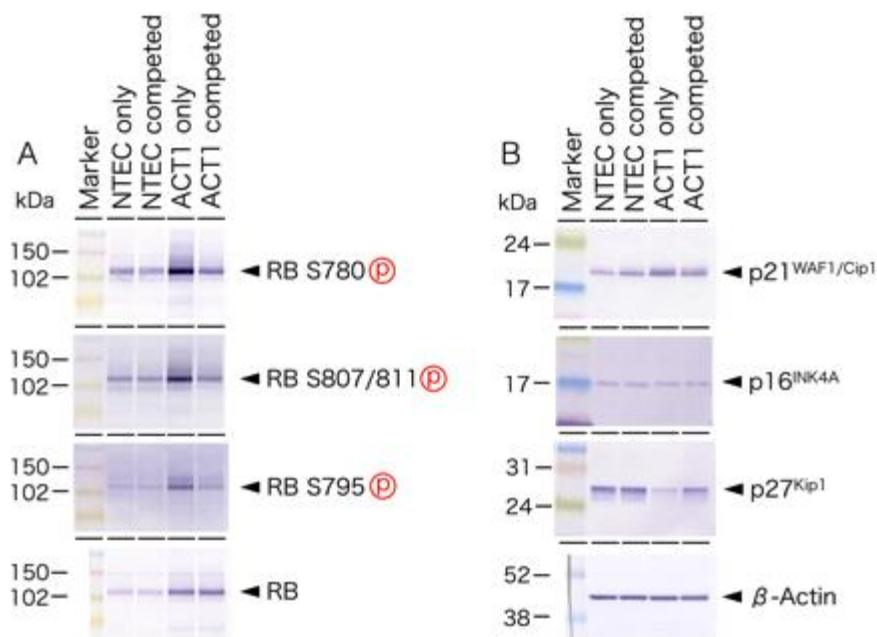 A
kDa
Marker
NTEC only
NTEC competed
ACT1 only
ACT1 competed
150
102
RB S780 ⓟ
150
102
RB S807/811 ⓟ
150
102
RB S795 ⓟ
150
102
RB
B
kDa
Marker
NTEC only
NTEC competed
ACT1 only
ACT1 competed
24
17
p21WAF1/Cip1
17
p16INK4A
31
24
p27Kip1
52
38
β-Actin